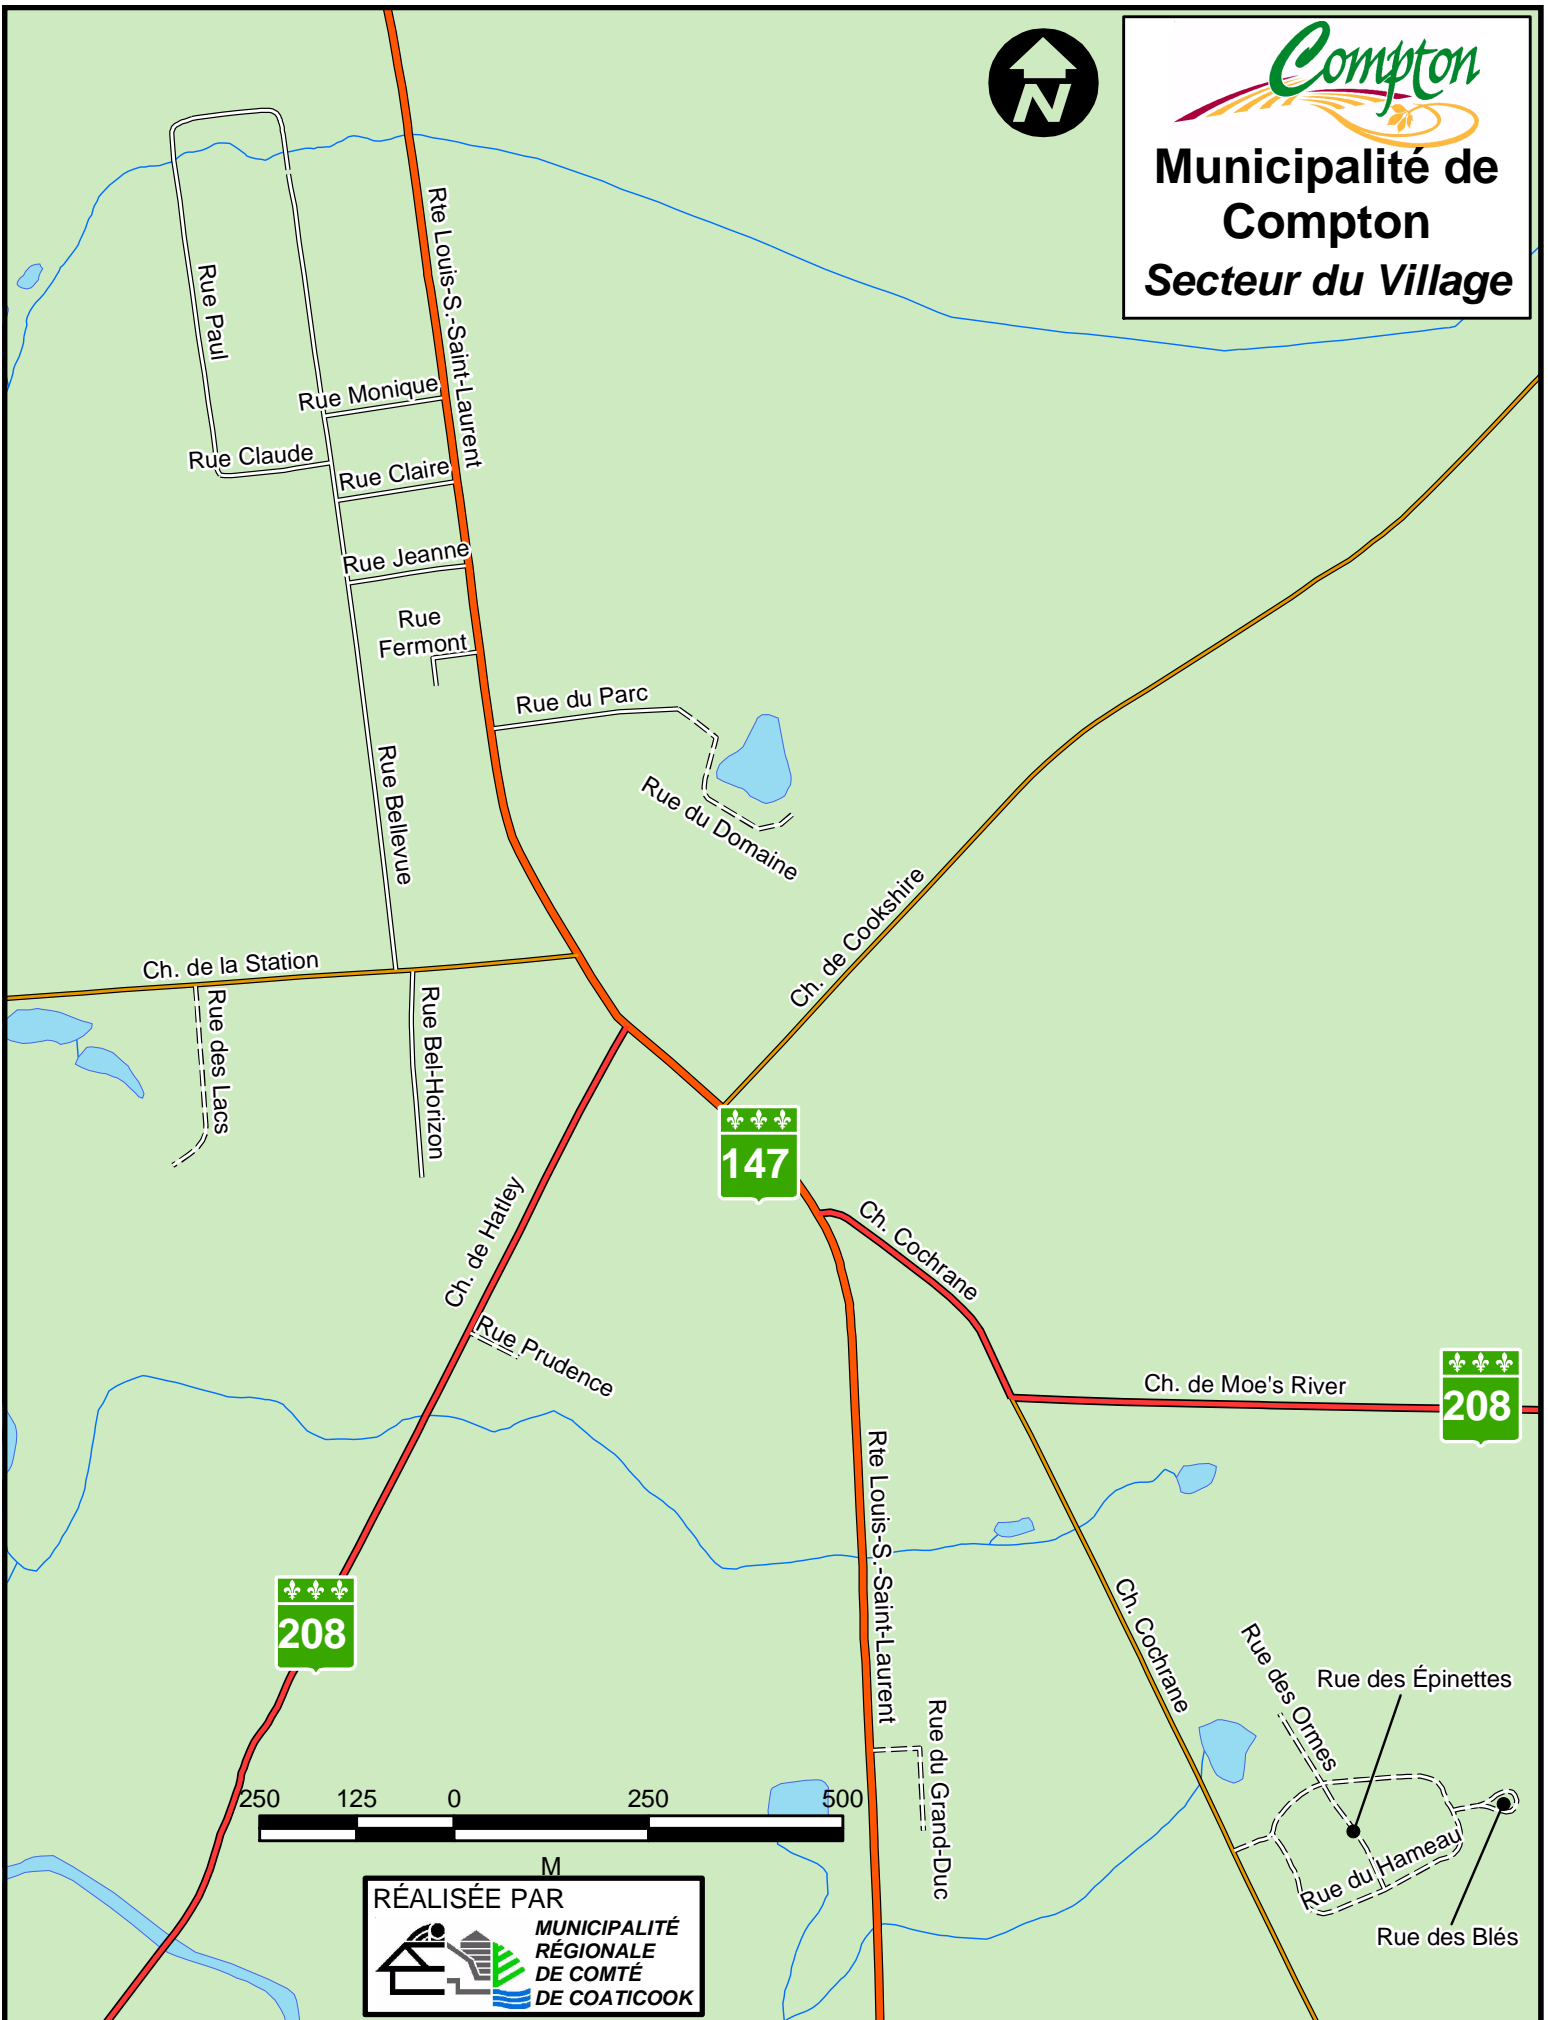 Compton
Municipalité de
Compton
Secteur du Village
N
Rte Louis-S.-Saint-Laurent
Rue Paul
Rue Monique
Rue Claude
Rue Claire
Rue Jeanne
Rue
Fermont
Rue du Parc
Rue Bellevue
Rue du Domaine
Ch. de Cookshire
Ch. de la Station
Rue des Lacs
Rue Bel-Horizon
147
Ch. de Hatley
Ch. Cochrane
Rue Prudence
Ch. de Moe's River
208
Rte Louis-S.-Saint-Laurent
208
Ch. Cochrane
Rue des Ormes
Rue des Épinettes
Rue du Grand-Duc
Rue du Hameau
Rue des Blés
250 125 0 250 500
M
RÉALISÉE PAR
MUNICIPALITÉ
RÉGIONALE
DE COMTÉ
DE COATICOOK